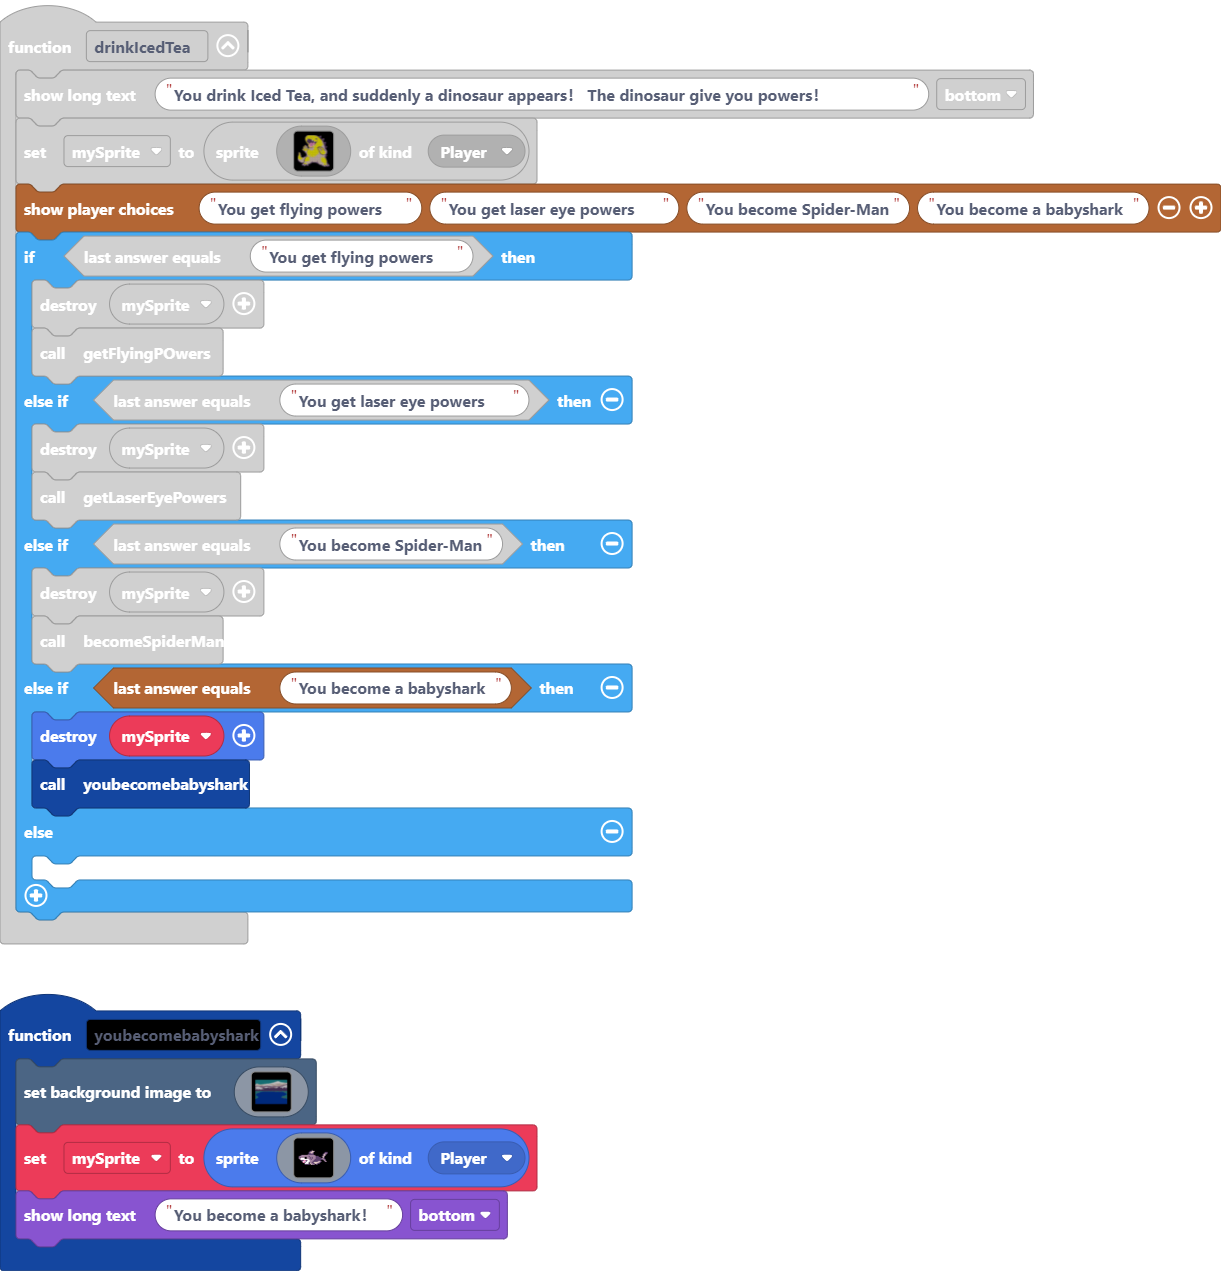 function drinkIcedTea
show long text "You drink Iced Tea, and suddenly a dinosaur appears!  The dinosaur give you powers! " bottom
set mySprite to sprite of kind Player
show player choices "You get flying powers " "You get laser eye powers " "You become Spider-Man " "You become a babyshark "
if last answer equals "You get flying powers " then
destroy mySprite
call getFlyingPOwers
else if last answer equals "You get laser eye powers " then
destroy mySprite
call getLaserEyePowers
else if last answer equals "You become Spider-Man " then
destroy mySprite
call becomeSpiderMan
else if last answer equals "You become a babyshark " then
destroy mySprite
call youbecomebabyshark
else
function youbecomebabyshark
set background image to
set mySprite to sprite of kind Player
show long text "You become a babyshark! " bottom